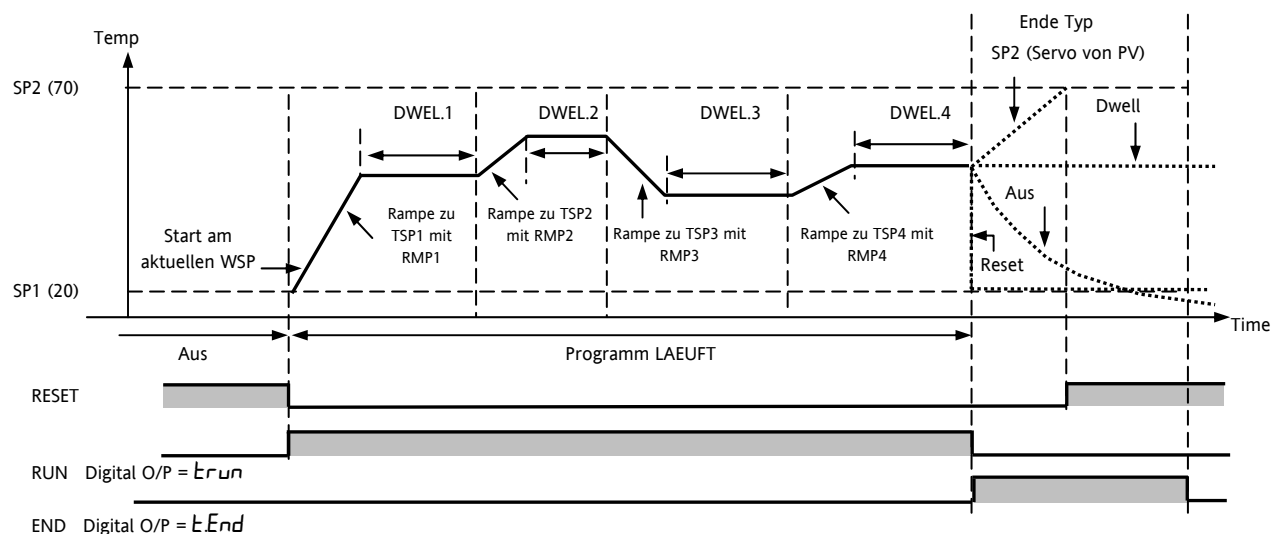 Ende Typ
Temp
SP2 (Servo von PV)
SP2 (70)
DWEL.1
DWEL.2
DWEL.3
DWEL.4
Dwell
Aus
Rampe zu
TSP1 mit
RMP1
Rampe zu TSP2
mit RMP2
Rampe zu TSP3 mit
RMP3
Rampe zu TSP4 mit
RMP4
Start am
aktuellen WSP
Reset
SP1 (20)
Time
Aus
Programm LAEUFT
RESET
RUN Digital O/P = trun
END Digital O/P = t.End